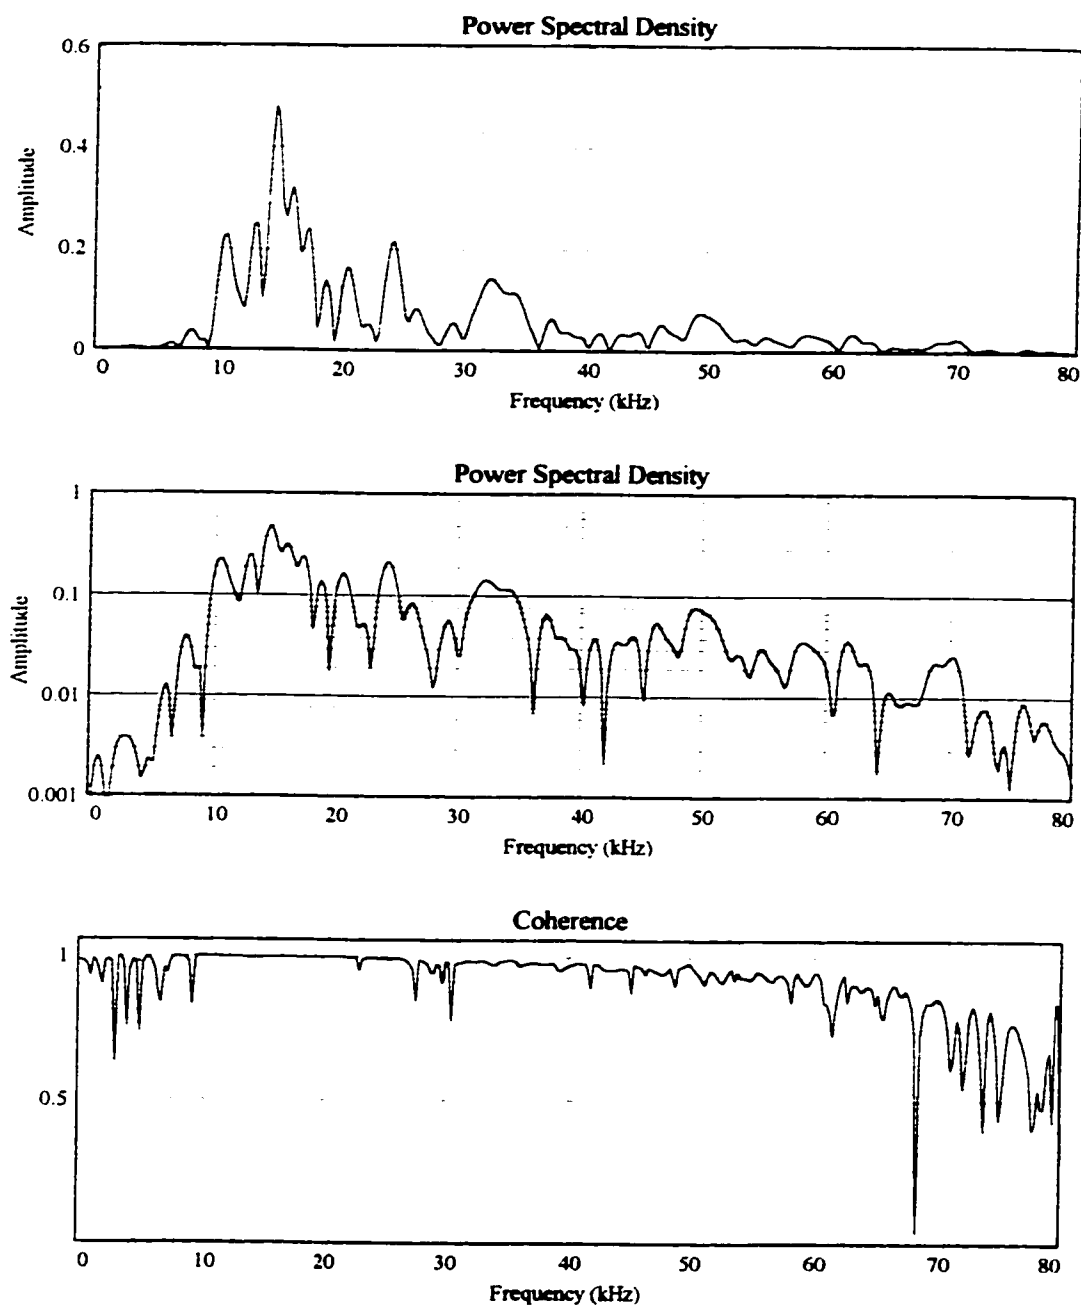 Power Spectral Density
0.6
0.4
0.2
0
Amplitude
0 10 20 30 40 50 60 70 80
Frequency (kHz)
Power Spectral Density
1
0.1
0.01
0.001
Amplitude
0 10 20 30 40 50 60 70 80
Frequency (kHz)
Coherence
1
0.5
0 10 20 30 40 50 60 70 80
Frequency (kHz)